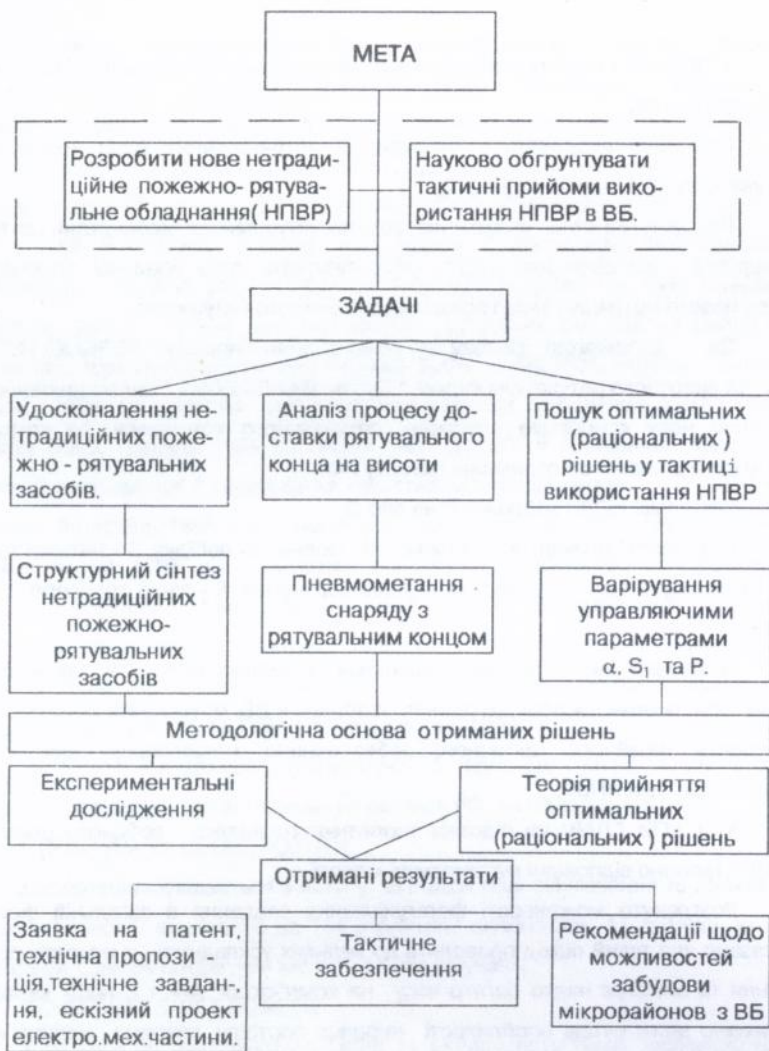 МЕТА
Розробити нове нетради-
ційне пожежно- рятува-
льне обладнання( НПВР)
Науково обгрунтувати
тактичні прийоми вико-
ристання НПВР в ВБ.
ЗАДАЧІ
Удосконалення не-
традиційних поже-
жно - рятувальних
засобів.
Аналіз процесу до-
ставки рятувального
конца на висоти
Пошук оптимальних
(раціональних )
рішень у тактиці
використання НПВР
Структурний сінтез
нетрадиційних
пожежно-
рятувальних
засобів
Пневмометання
снаряду з
рятувальним концом
Варірування
управляючими
параметрами
α, S₁ та P.
Методологічна основа отриманих рішень
Експериментальні
дослідження
Теорія прийняття
оптимальних
(раціональних ) рішень
Отримані результати
Заявка на патент,
технічна пропози -
ція,технічне завдан-,
ня, ескізний проект
електро.мех.частини.
Тактичне
забезпечення
Рекомендації щодо
можливостей
забудови
мікрорайонів з ВБ